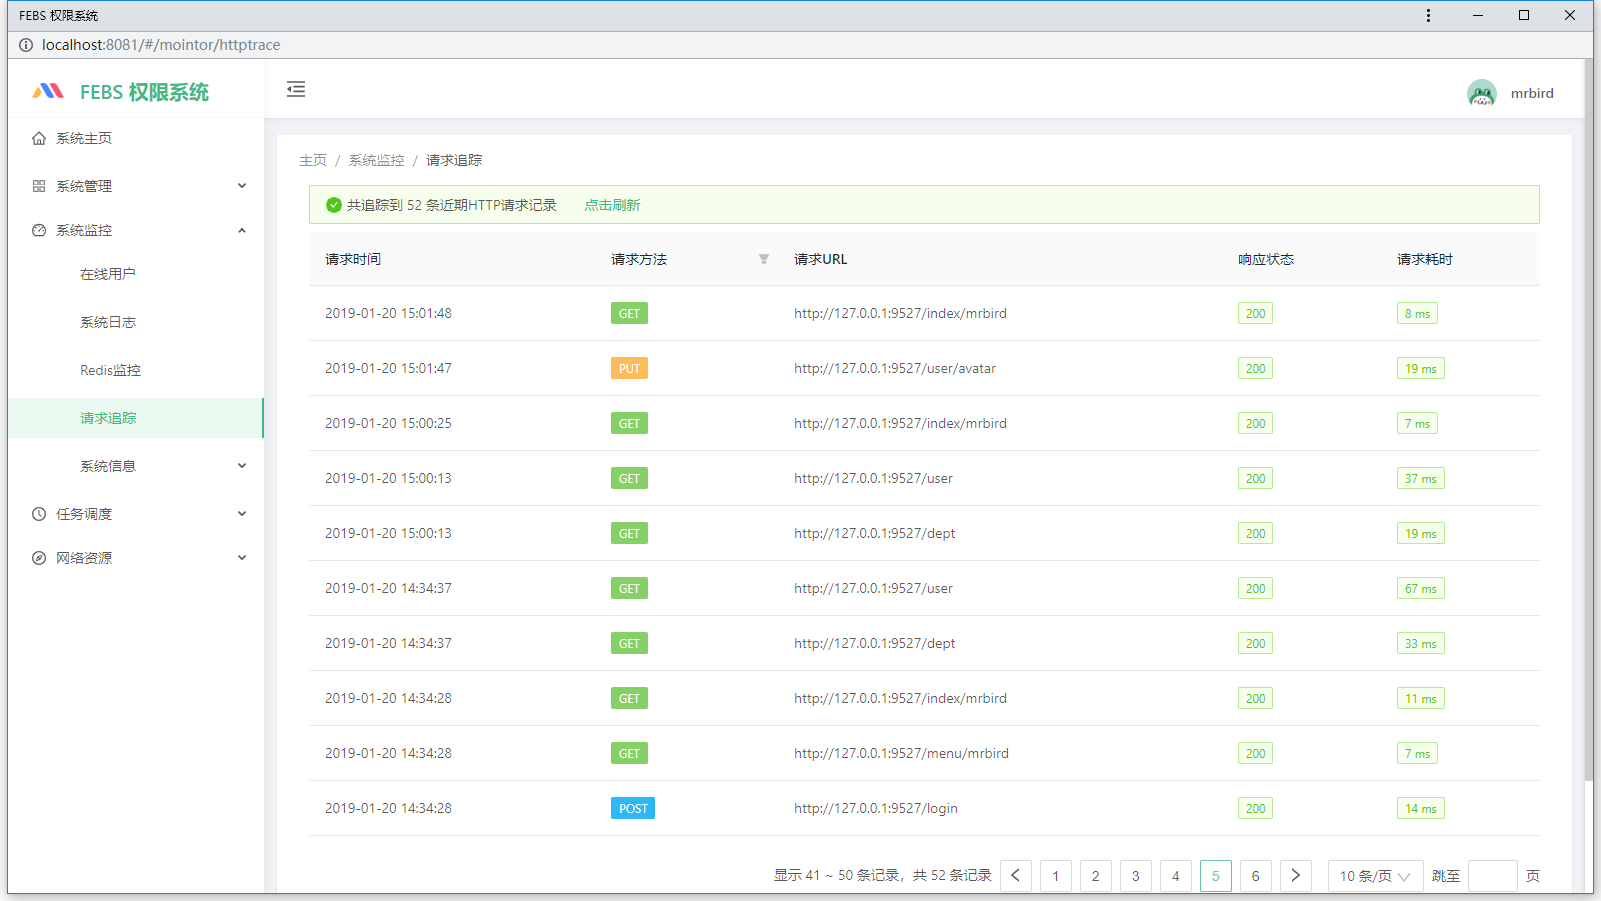 FEBS 权限系统
localhost:8081/#/mointor/httptrace
FEBS 权限系统
mrbird
系统主页
系统管理
系统监控
在线用户
系统日志
Redis监控
请求追踪
系统信息
任务调度
网络资源
主页 / 系统监控 / 请求追踪
共追踪到 52 条近期HTTP请求记录 点击刷新
请求时间 请求方法 请求URL 响应状态 请求耗时
2019-01-20 15:01:48 GET http://127.0.0.1:9527/index/mrbird 200 8 ms
2019-01-20 15:01:47 PUT http://127.0.0.1:9527/user/avatar 200 19 ms
2019-01-20 15:00:25 GET http://127.0.0.1:9527/index/mrbird 200 7 ms
2019-01-20 15:00:13 GET http://127.0.0.1:9527/user 200 37 ms
2019-01-20 15:00:13 GET http://127.0.0.1:9527/dept 200 19 ms
2019-01-20 14:34:37 GET http://127.0.0.1:9527/user 200 67 ms
2019-01-20 14:34:37 GET http://127.0.0.1:9527/dept 200 33 ms
2019-01-20 14:34:28 GET http://127.0.0.1:9527/index/mrbird 200 11 ms
2019-01-20 14:34:28 GET http://127.0.0.1:9527/menu/mrbird 200 7 ms
2019-01-20 14:34:28 POST http://127.0.0.1:9527/login 200 14 ms
显示 41 ~ 50 条记录，共 52 条记录 1 2 3 4 5 6 10 条/页 跳至 页